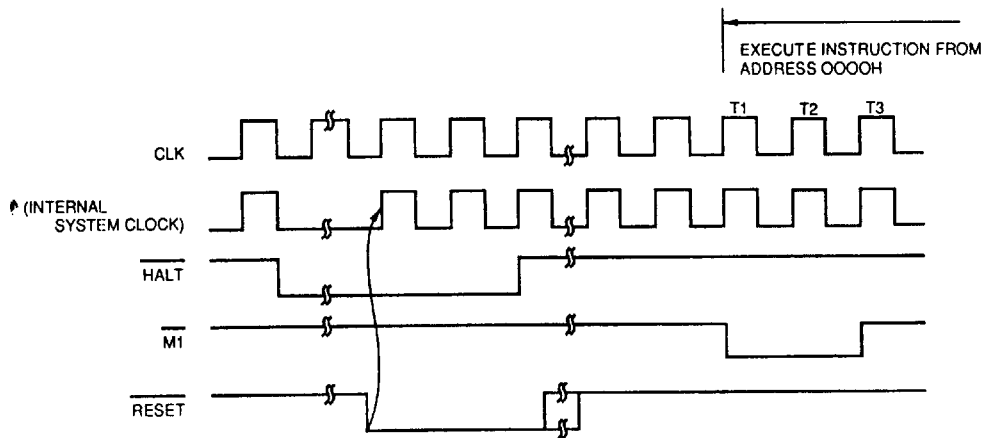 EXECUTE INSTRUCTION FROM
ADDRESS OOOOH
T1 T2 T3
CLK
(INTERNAL
SYSTEM CLOCK)
HALT
M1
RESET